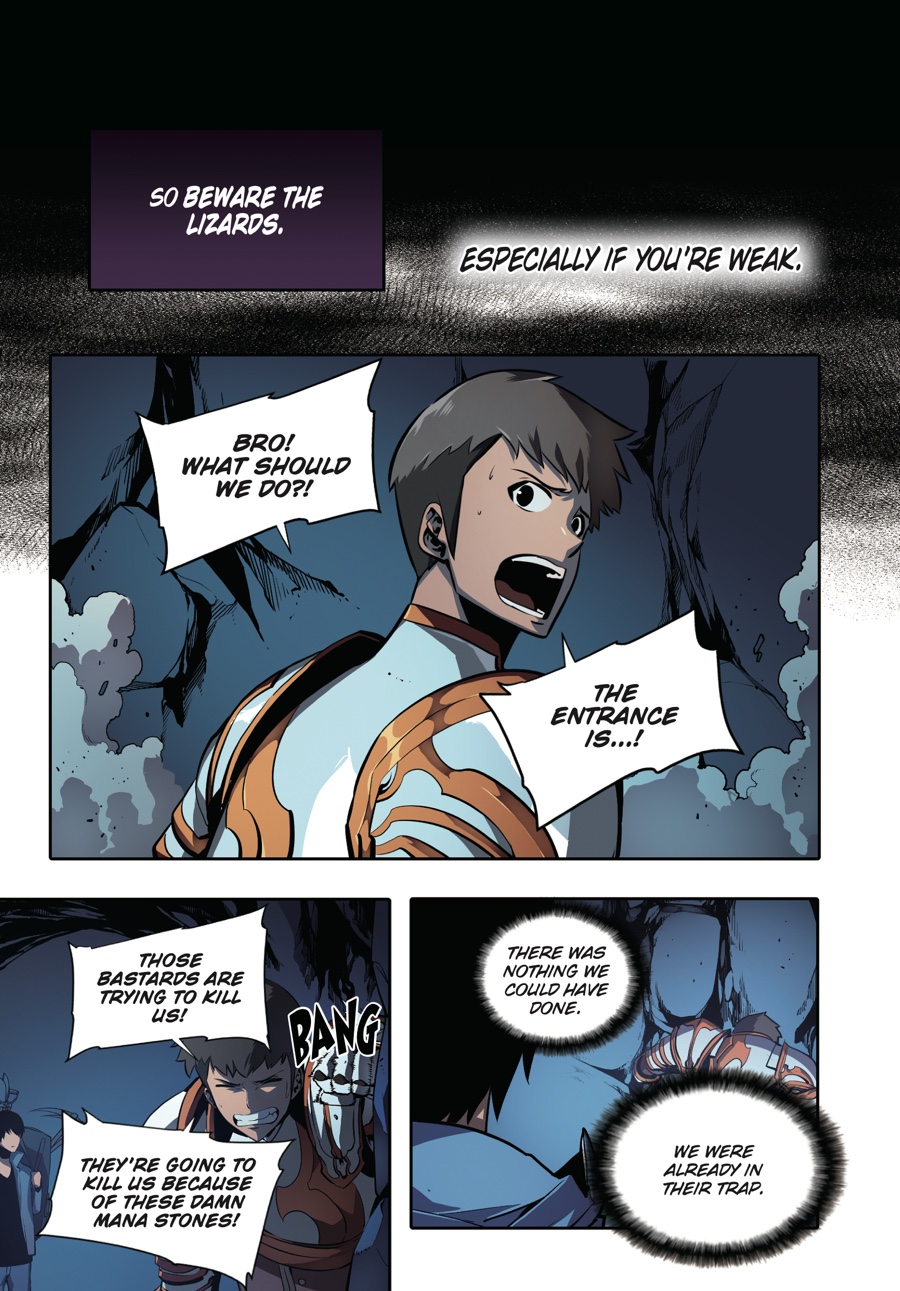 SO BEWARE THE
LIZARDS.
ESPECIALLY IF YOU'RE WEAK.
BRO!
WHAT SHOULD
WE DO?!
THE
ENTRANCE
IS...!
THOSE
BASTARDS ARE
TRYING TO KILL
US!
BANG
THEY'RE GOING TO
KILL US BECAUSE
OF THESE DAMN
MANA STONES!
THERE WAS
NOTHING WE
COULD HAVE
DONE.
WE WERE
ALREADY IN
THEIR TRAP.